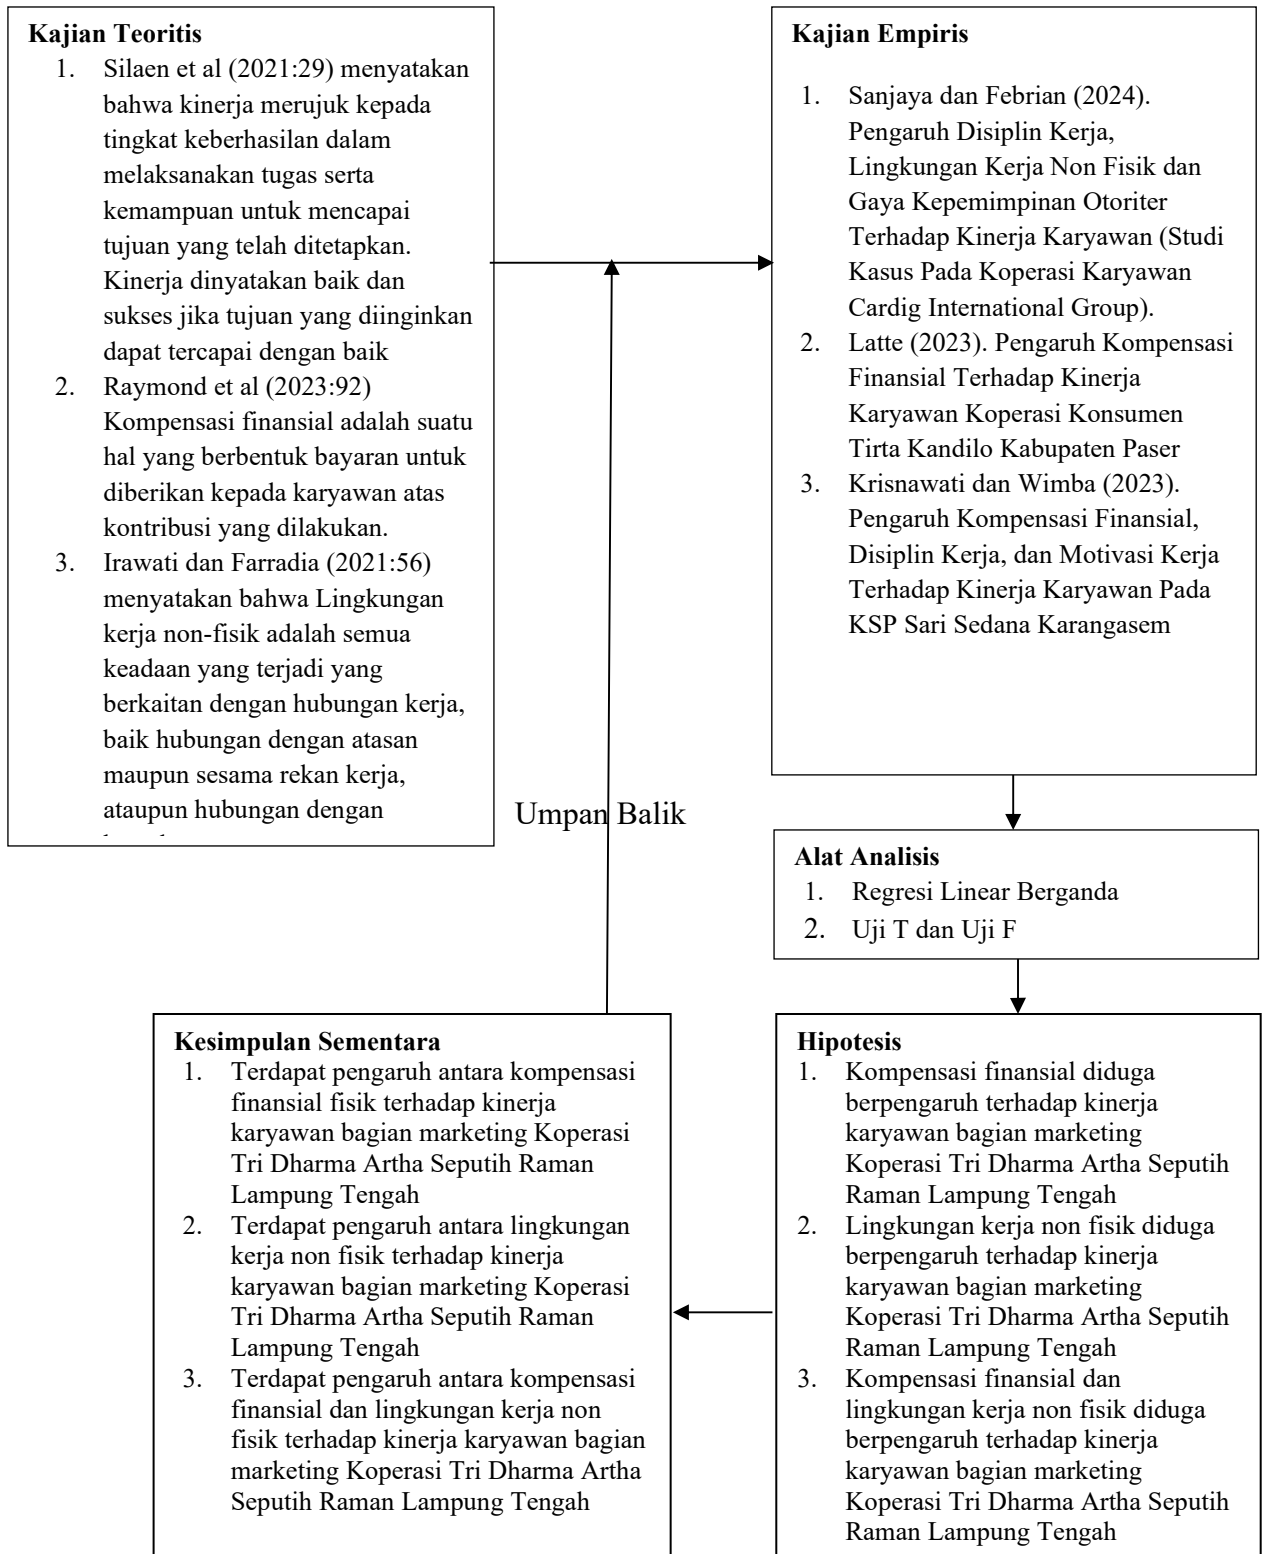 Kajian Teoritis
1. Silaen et al (2021:29) menyatakan
bahwa kinerja merujuk kepada
tingkat keberhasilan dalam
melaksanakan tugas serta
kemampuan untuk mencapai
tujuan yang telah ditetapkan.
Kinerja dinyatakan baik dan
sukses jika tujuan yang diinginkan
dapat tercapai dengan baik
2. Raymond et al (2023:92)
Kompensasi finansial adalah suatu
hal yang berbentuk bayaran untuk
diberikan kepada karyawan atas
kontribusi yang dilakukan.
3. Irawati dan Farradia (2021:56)
menyatakan bahwa Lingkungan
kerja non-fisik adalah semua
keadaan yang terjadi yang
berkaitan dengan hubungan kerja,
baik hubungan dengan atasan
maupun sesama rekan kerja,
ataupun hubungan dengan
Kajian Empiris
1. Sanjaya dan Febrian (2024).
Pengaruh Disiplin Kerja,
Lingkungan Kerja Non Fisik dan
Gaya Kepemimpinan Otoriter
Terhadap Kinerja Karyawan (Studi
Kasus Pada Koperasi Karyawan
Cardig International Group).
2. Latte (2023). Pengaruh Kompensasi
Finansial Terhadap Kinerja
Karyawan Koperasi Konsumen
Tirta Kandilo Kabupaten Paser
3. Krisnawati dan Wimba (2023).
Pengaruh Kompensasi Finansial,
Disiplin Kerja, dan Motivasi Kerja
Terhadap Kinerja Karyawan Pada
KSP Sari Sedana Karangasem
Umpan Balik
Alat Analisis
1. Regresi Linear Berganda
2. Uji T dan Uji F
Kesimpulan Sementara
1. Terdapat pengaruh antara kompensasi
finansial fisik terhadap kinerja
karyawan bagian marketing Koperasi
Tri Dharma Artha Seputih Raman
Lampung Tengah
2. Terdapat pengaruh antara lingkungan
kerja non fisik terhadap kinerja
karyawan bagian marketing Koperasi
Tri Dharma Artha Seputih Raman
Lampung Tengah
3. Terdapat pengaruh antara kompensasi
finansial dan lingkungan kerja non
fisik terhadap kinerja karyawan bagian
marketing Koperasi Tri Dharma Artha
Seputih Raman Lampung Tengah
Hipotesis
1. Kompensasi finansial diduga
berpengaruh terhadap kinerja
karyawan bagian marketing
Koperasi Tri Dharma Artha Seputih
Raman Lampung Tengah
2. Lingkungan kerja non fisik diduga
berpengaruh terhadap kinerja
karyawan bagian marketing
Koperasi Tri Dharma Artha Seputih
Raman Lampung Tengah
3. Kompensasi finansial dan
lingkungan kerja non fisik diduga
berpengaruh terhadap kinerja
karyawan bagian marketing
Koperasi Tri Dharma Artha Seputih
Raman Lampung Tengah